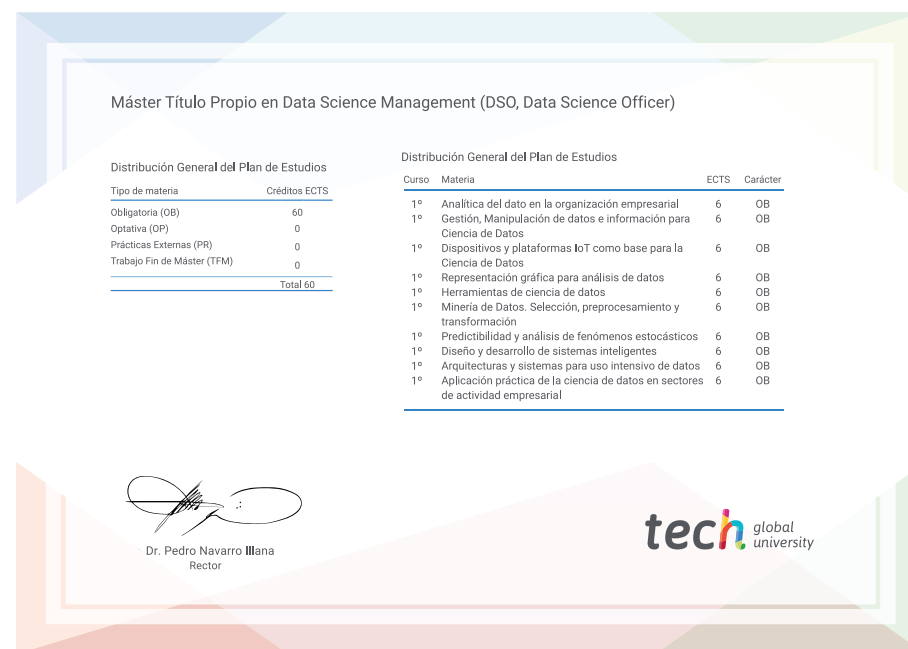 Máster Título Propio en Data Science Management (DSO, Data Science Officer)
Distribución General del Plan de Estudios
Tipo de materia Créditos ECTS
Obligatoria (OB) 60
Optativa (OP) 0
Prácticas Externas (PR) 0
Trabajo Fin de Máster (TFM) 0
Total 60
Distribución General del Plan de Estudios
Curso Materia ECTS Carácter
1º Analítica del dato en la organización empresarial 6 OB
1º Gestión, Manipulación de datos e información para 6 OB
Ciencia de Datos
1º Dispositivos y plataformas IoT como base para la 6 OB
Ciencia de Datos
1º Representación gráfica para análisis de datos 6 OB
1º Herramientas de ciencia de datos 6 OB
1º Minería de Datos. Selección, preprocesamiento y 6 OB
transformación
1º Predictibilidad y análisis de fenómenos estocásticos 6 OB
1º Diseño y desarrollo de sistemas inteligentes 6 OB
1º Arquitecturas y sistemas para uso intensivo de datos 6 OB
1º Aplicación práctica de la ciencia de datos en sectores 6 OB
de actividad empresarial
Dr. Pedro Navarro Illana
Rector
tech global
university